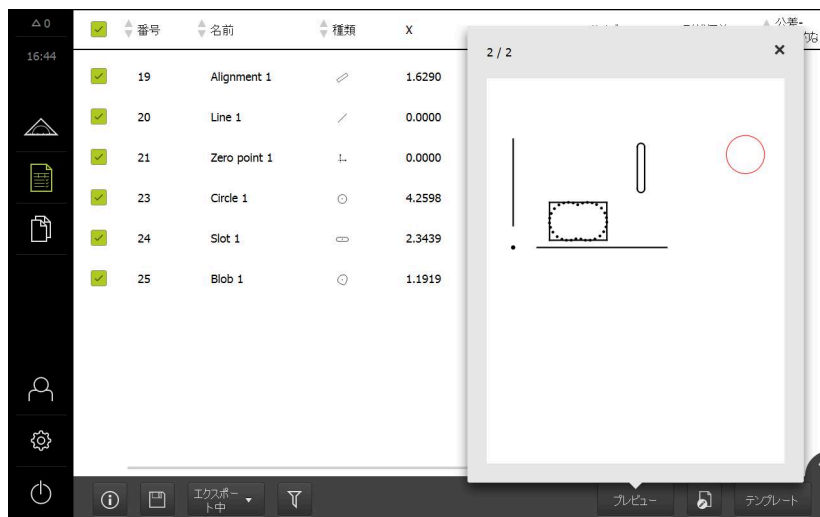 △ 0
16:44
番号 名前 種類 X 公差-
2 / 2
19 Alignment 1 1.6290
20 Line 1 0.0000
21 Zero point 1 0.0000
23 Circle 1 4.2598
24 Slot 1 2.3439
25 Blob 1 1.1919
エクスポー
ト中
プレビュー
テンプレート